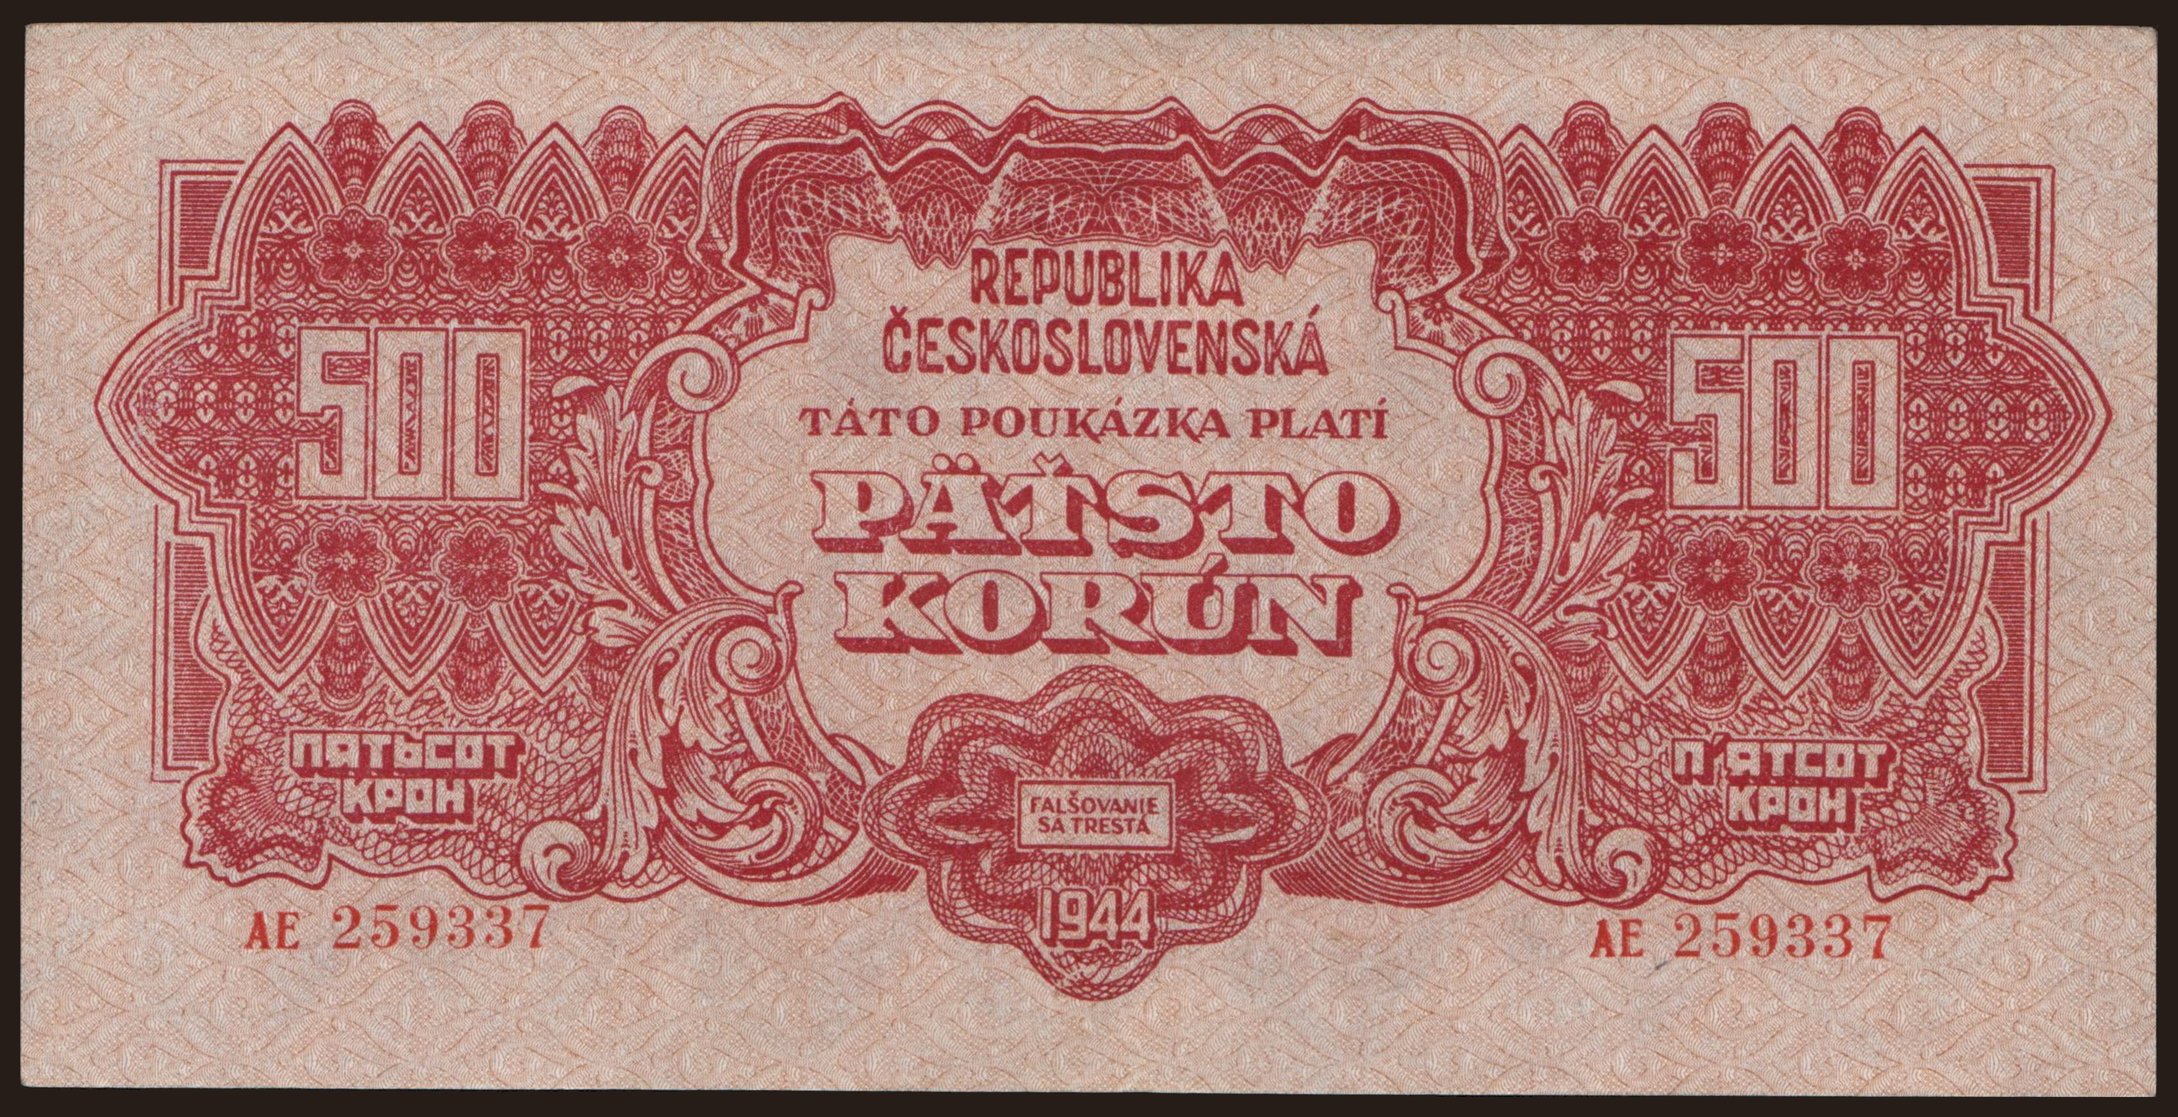 REPUBLIKA
ČESKOSLOVENSKÁ
TÁTO POUKÁZKA PLATÍ
500
500
PÄŤSTO
KORÚN
ПЯТЬСОТ
КРОН
П'ЯТСОТ
КРОН
FALŠOVANIE
SA TRESTÁ
1944
AE 259337
AE 259337